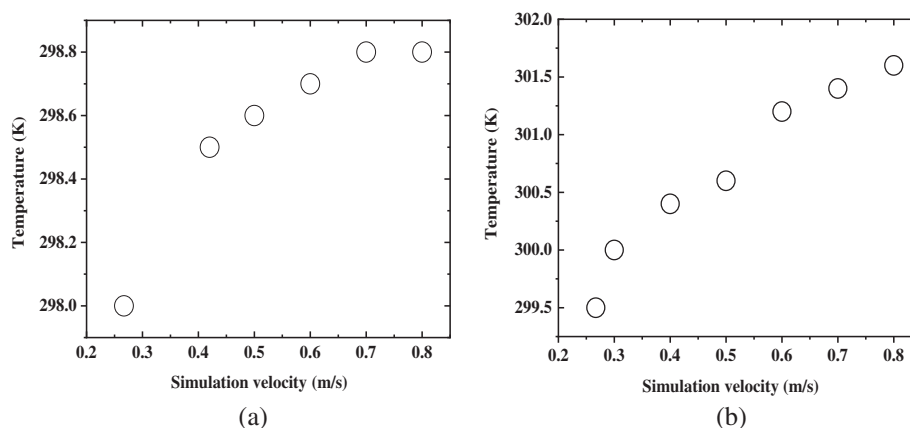 298.8
298.6
298.4
298.2
298.0
Temperature (K)
0.2 0.3 0.4 0.5 0.6 0.7 0.8
Simulation velocity (m/s)
(a)
302.0
301.5
301.0
300.5
300.0
299.5
Temperature (K)
0.2 0.3 0.4 0.5 0.6 0.7 0.8
Simulation velocity (m/s)
(b)